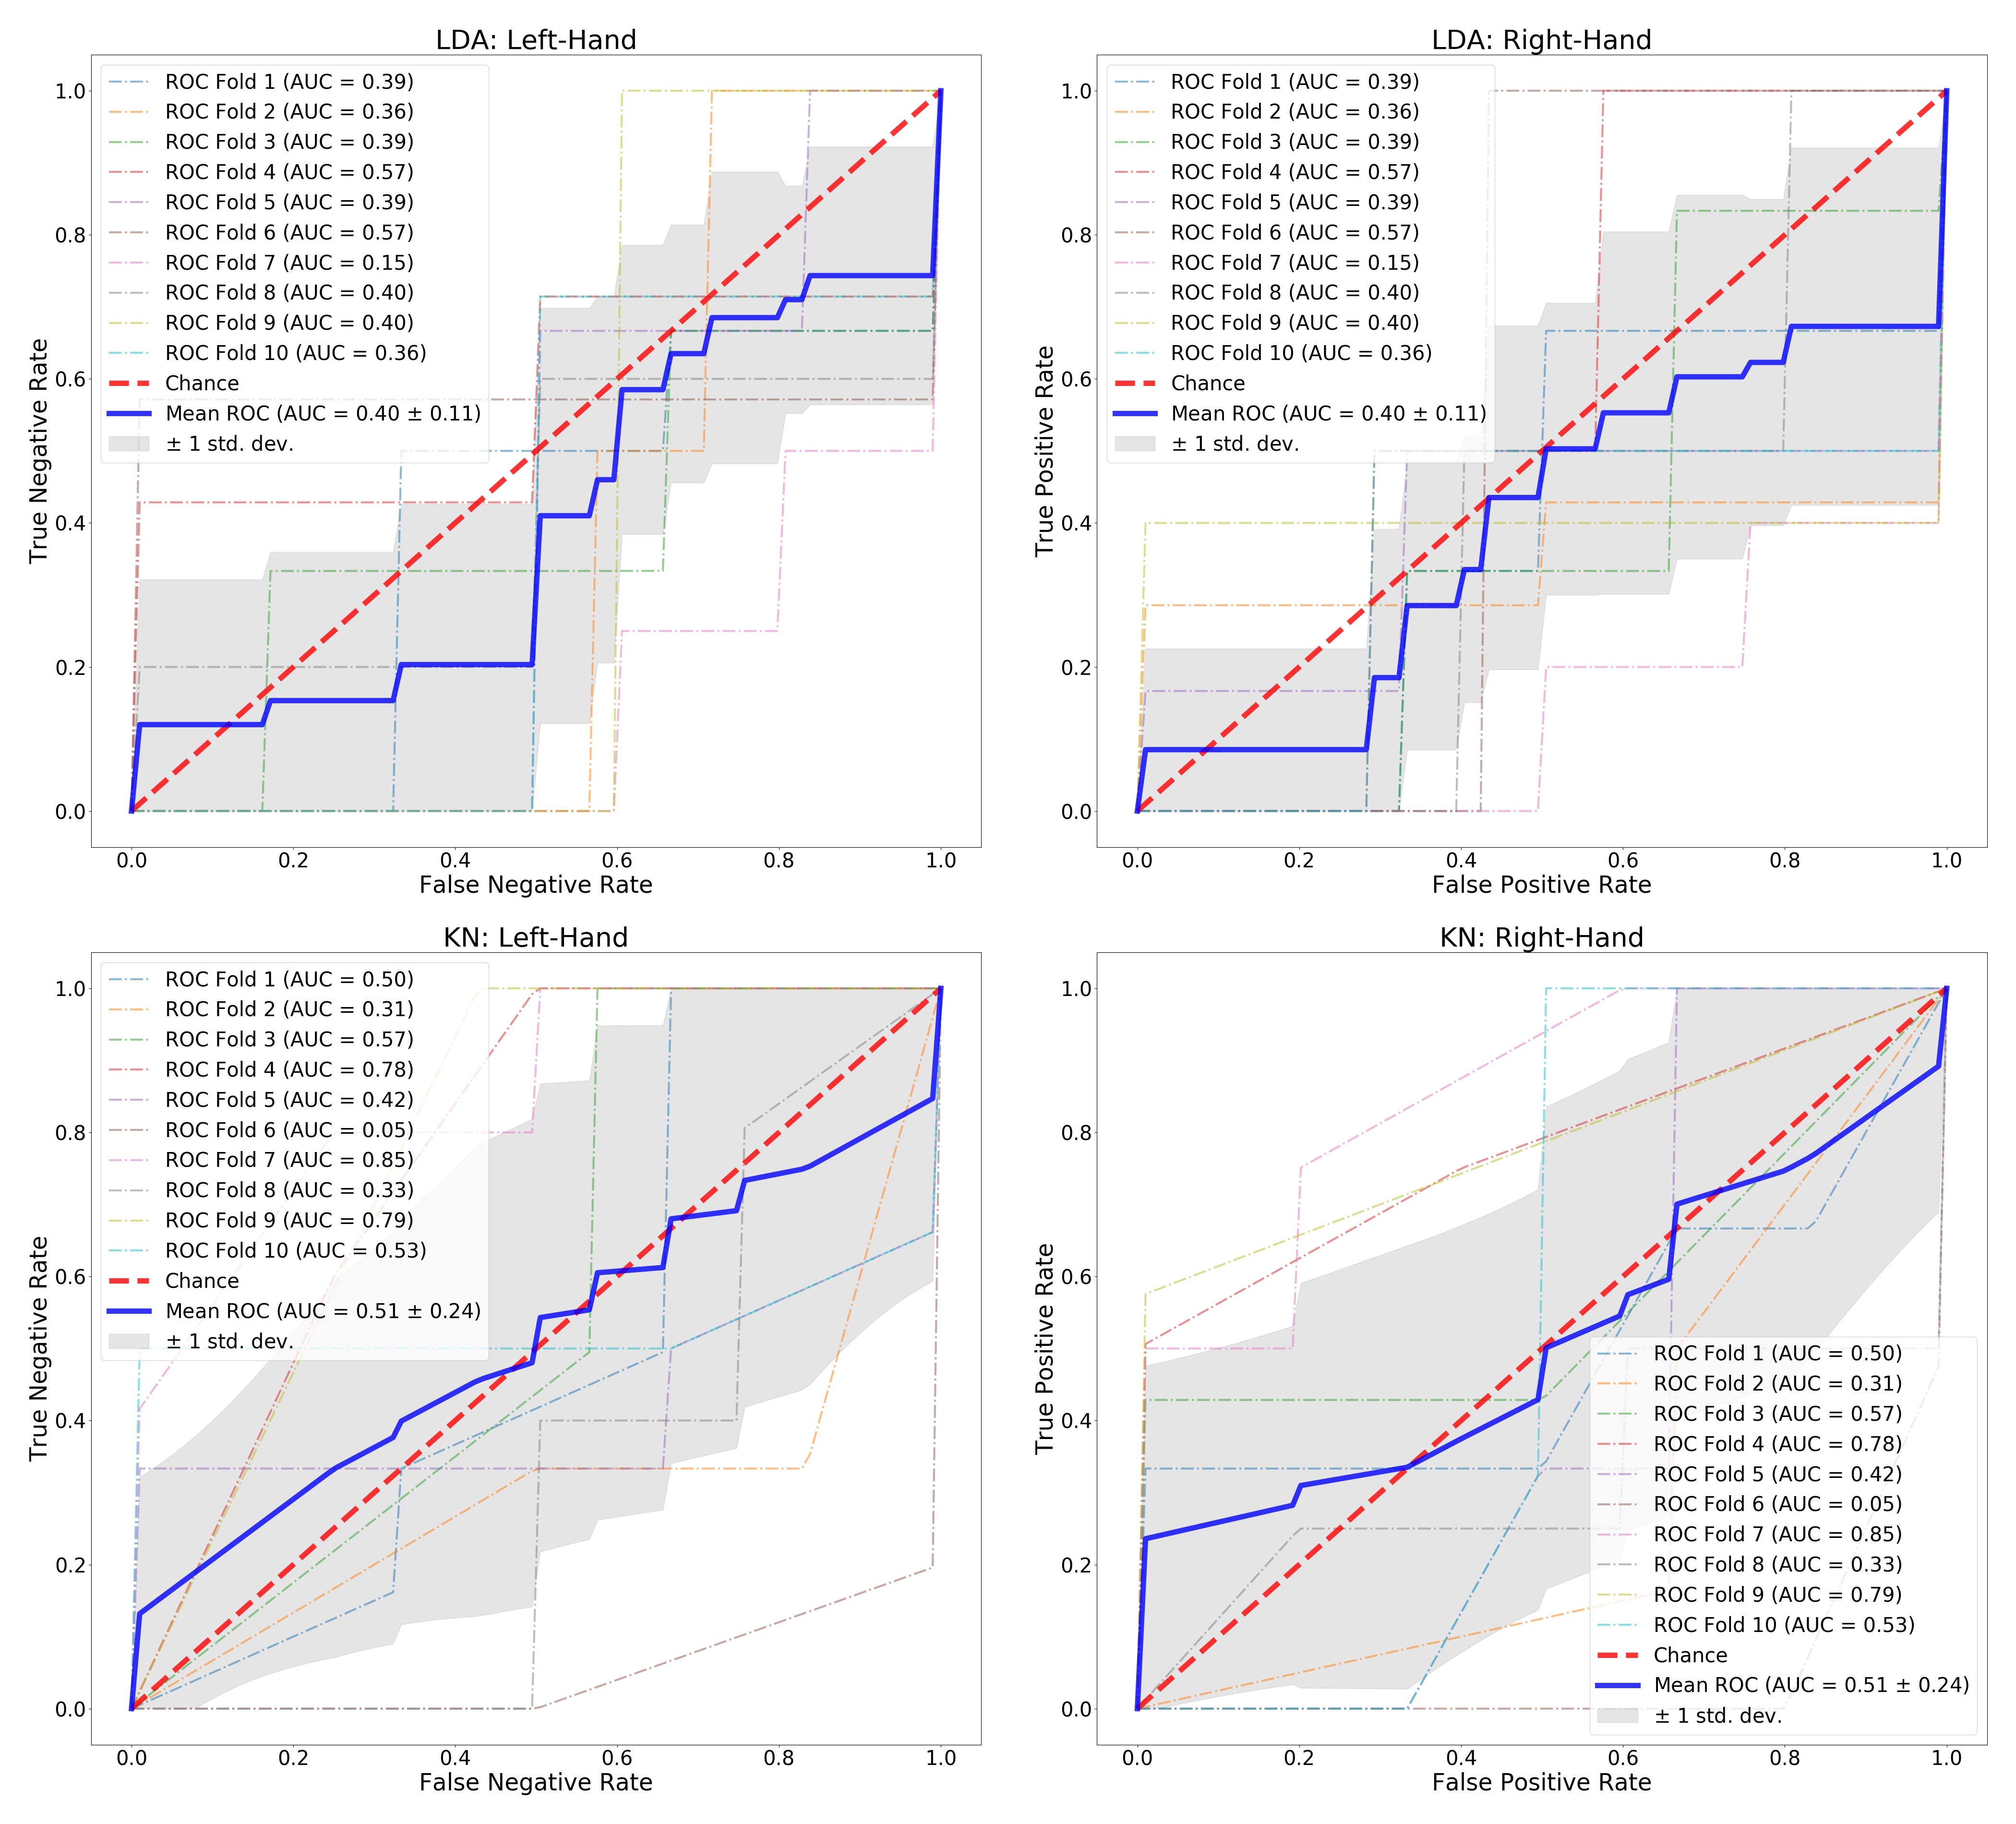 LDA: Left-Hand
ROC Fold 1 (AUC = 0.39)
ROC Fold 2 (AUC = 0.36)
ROC Fold 3 (AUC = 0.39)
ROC Fold 4 (AUC = 0.57)
ROC Fold 5 (AUC = 0.39)
ROC Fold 6 (AUC = 0.57)
ROC Fold 7 (AUC = 0.15)
ROC Fold 8 (AUC = 0.40)
ROC Fold 9 (AUC = 0.40)
ROC Fold 10 (AUC = 0.36)
Chance
Mean ROC (AUC = 0.40 ± 0.11)
± 1 std. dev.
True Negative Rate
1.0
0.8
0.6
0.4
0.2
0.0
0.0 0.2 0.4 0.6 0.8 1.0
False Negative Rate
LDA: Right-Hand
ROC Fold 1 (AUC = 0.39)
ROC Fold 2 (AUC = 0.36)
ROC Fold 3 (AUC = 0.39)
ROC Fold 4 (AUC = 0.57)
ROC Fold 5 (AUC = 0.39)
ROC Fold 6 (AUC = 0.57)
ROC Fold 7 (AUC = 0.15)
ROC Fold 8 (AUC = 0.40)
ROC Fold 9 (AUC = 0.40)
ROC Fold 10 (AUC = 0.36)
Chance
Mean ROC (AUC = 0.40 ± 0.11)
± 1 std. dev.
True Positive Rate
1.0
0.8
0.6
0.4
0.2
0.0
0.0 0.2 0.4 0.6 0.8 1.0
False Positive Rate
KN: Left-Hand
ROC Fold 1 (AUC = 0.50)
ROC Fold 2 (AUC = 0.31)
ROC Fold 3 (AUC = 0.57)
ROC Fold 4 (AUC = 0.78)
ROC Fold 5 (AUC = 0.42)
ROC Fold 6 (AUC = 0.05)
ROC Fold 7 (AUC = 0.85)
ROC Fold 8 (AUC = 0.33)
ROC Fold 9 (AUC = 0.79)
ROC Fold 10 (AUC = 0.53)
Chance
Mean ROC (AUC = 0.51 ± 0.24)
± 1 std. dev.
True Negative Rate
1.0
0.8
0.6
0.4
0.2
0.0
0.0 0.2 0.4 0.6 0.8 1.0
False Negative Rate
KN: Right-Hand
True Positive Rate
1.0
0.8
0.6
0.4
0.2
0.0
ROC Fold 1 (AUC = 0.50)
ROC Fold 2 (AUC = 0.31)
ROC Fold 3 (AUC = 0.57)
ROC Fold 4 (AUC = 0.78)
ROC Fold 5 (AUC = 0.42)
ROC Fold 6 (AUC = 0.05)
ROC Fold 7 (AUC = 0.85)
ROC Fold 8 (AUC = 0.33)
ROC Fold 9 (AUC = 0.79)
ROC Fold 10 (AUC = 0.53)
Chance
Mean ROC (AUC = 0.51 ± 0.24)
± 1 std. dev.
0.0 0.2 0.4 0.6 0.8 1.0
False Positive Rate